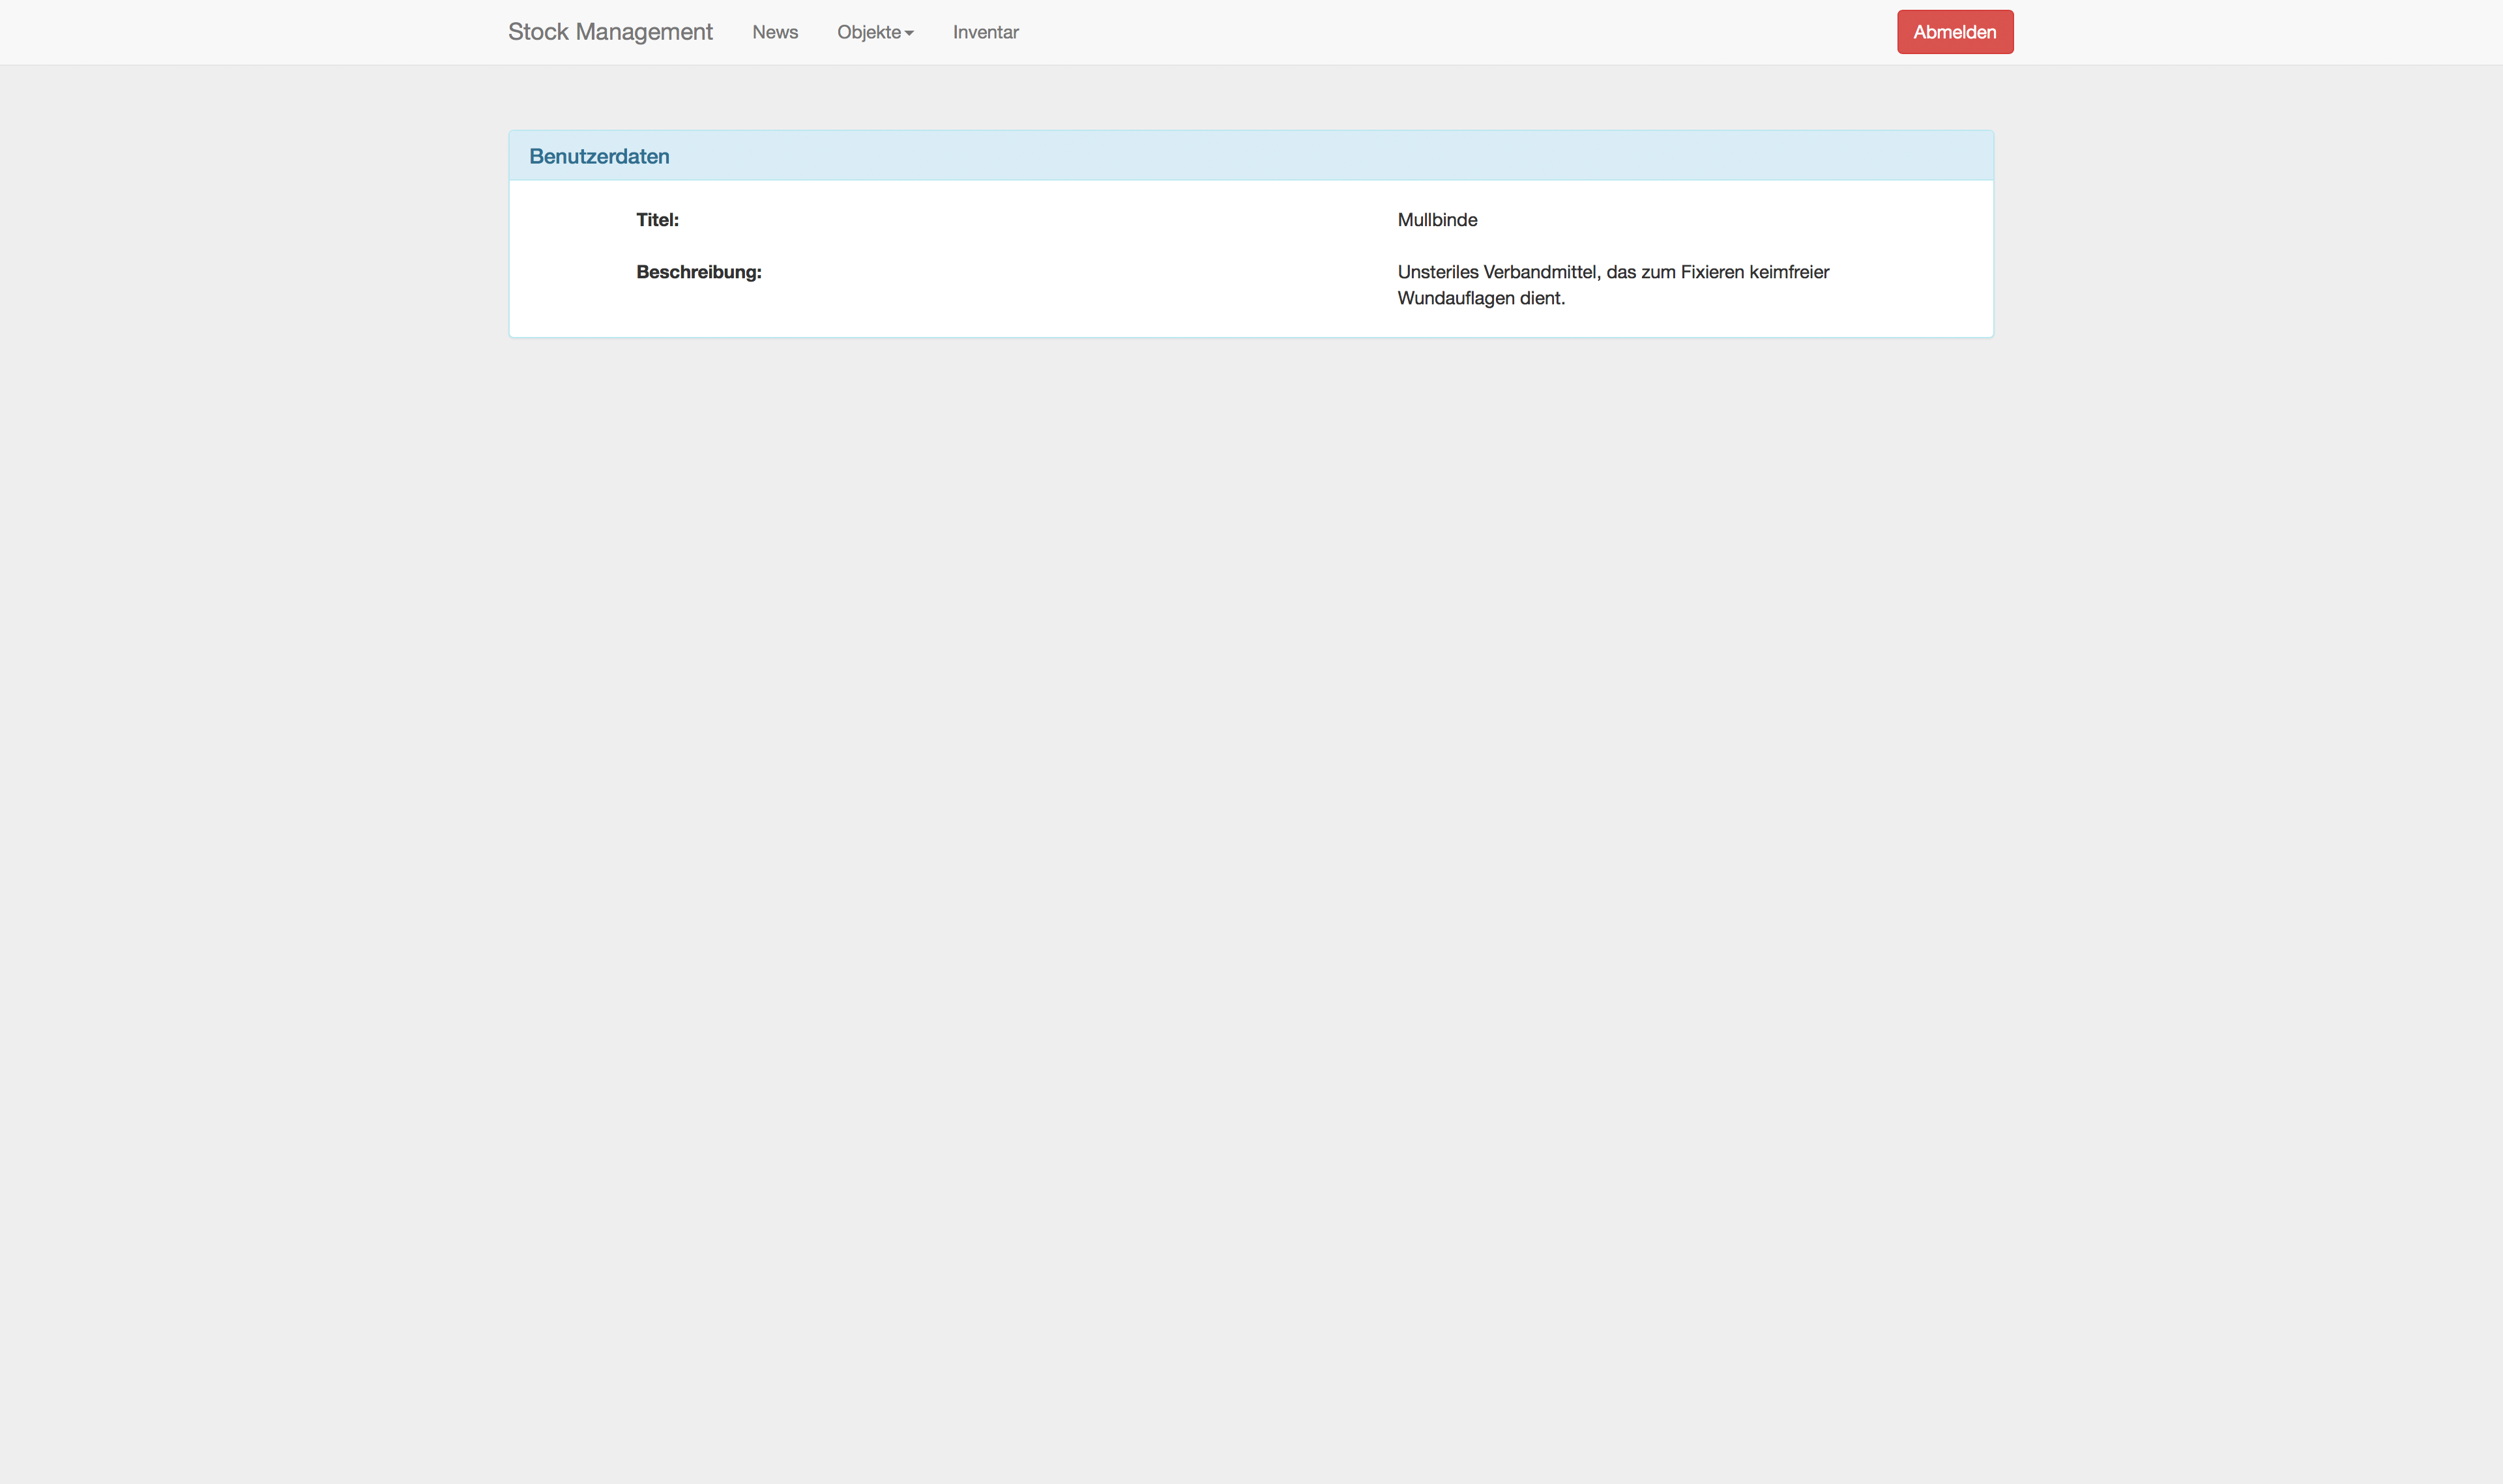 Stock Management News Objekte Inventar Abmelden
Benutzerdaten
Titel: Mullbinde
Beschreibung: Unsteriles Verbandmittel, das zum Fixieren keimfreier
Wundauflagen dient.